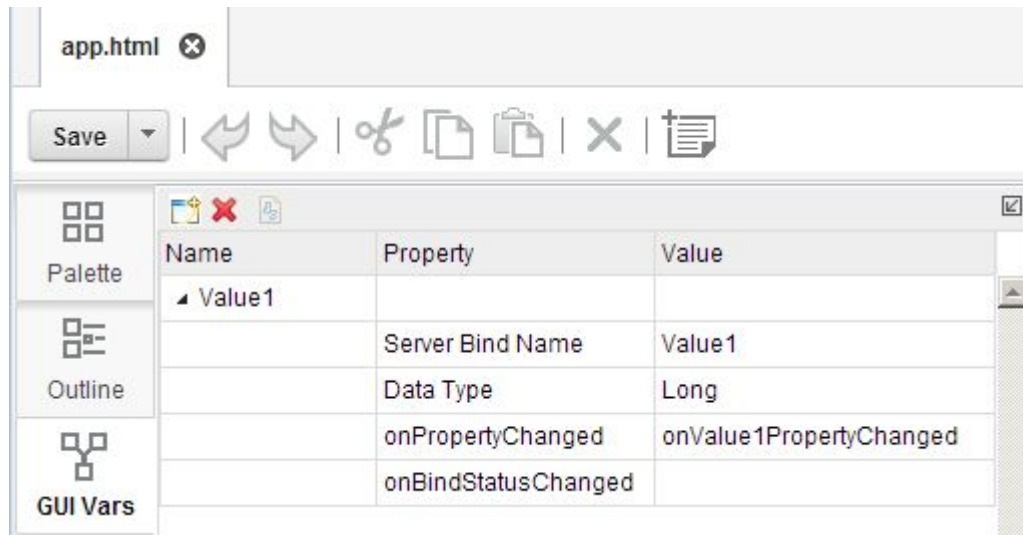 app.html
Save
Palette
Outline
GUI Vars
Name Property Value
Value1
Server Bind Name Value1
Data Type Long
onPropertyChanged onValue1PropertyChanged
onBindStatusChanged